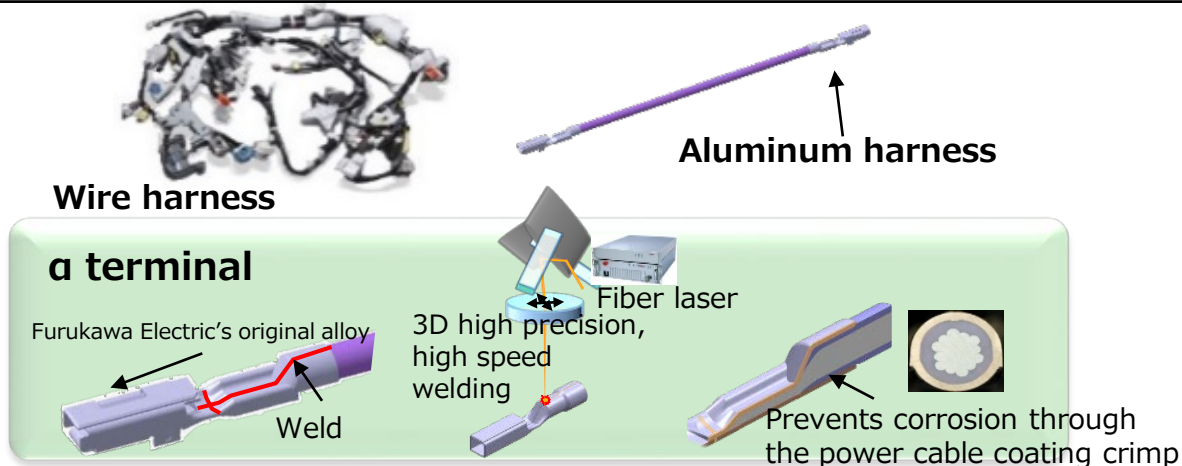 Wire harness
Aluminum harness
α terminal
Furukawa Electric’s original alloy
Weld
Fiber laser
3D high precision,
high speed
welding
Prevents corrosion through
the power cable coating crimp